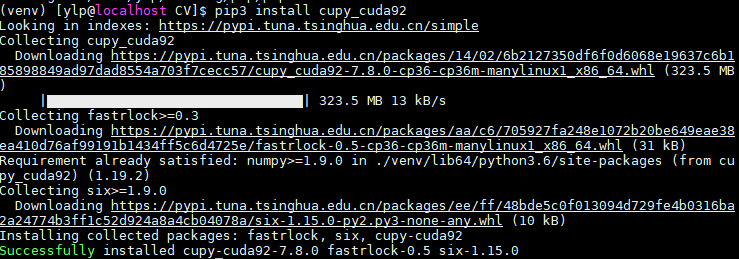 (venv) [ylp@localhost CV]$ pip3 install cupy_cuda92
Looking in indexes: https://pypi.tuna.tsinghua.edu.cn/simple
Collecting cupy_cuda92
  Downloading https://pypi.tuna.tsinghua.edu.cn/packages/14/02/6b2127350df6f0d6068e19637c6b1
85898849ad97dad8554a703f7cecc57/cupy_cuda92-7.8.0-cp36-cp36m-manylinux1_x86_64.whl (323.5 MB
)
     |████████████████████████████████| 323.5 MB 13 kB/s
Collecting fastrlock>=0.3
  Downloading https://pypi.tuna.tsinghua.edu.cn/packages/aa/c6/705927fa248e1072b20be649eae38
ea410d76af99191b1434ff5c6d4725e/fastrlock-0.5-cp36-cp36m-manylinux1_x86_64.whl (31 kB)
Requirement already satisfied: numpy>=1.9.0 in ./venv/lib64/python3.6/site-packages (from cu
py_cuda92) (1.19.2)
Collecting six>=1.9.0
  Downloading https://pypi.tuna.tsinghua.edu.cn/packages/ee/ff/48bde5c0f013094d729fe4b0316ba
2a24774b3ff1c52d924a8a4cb04078a/six-1.15.0-py2.py3-none-any.whl (10 kB)
Installing collected packages: fastrlock, six, cupy-cuda92
Successfully installed cupy_cuda92-7.8.0 fastrlock-0.5 six-1.15.0